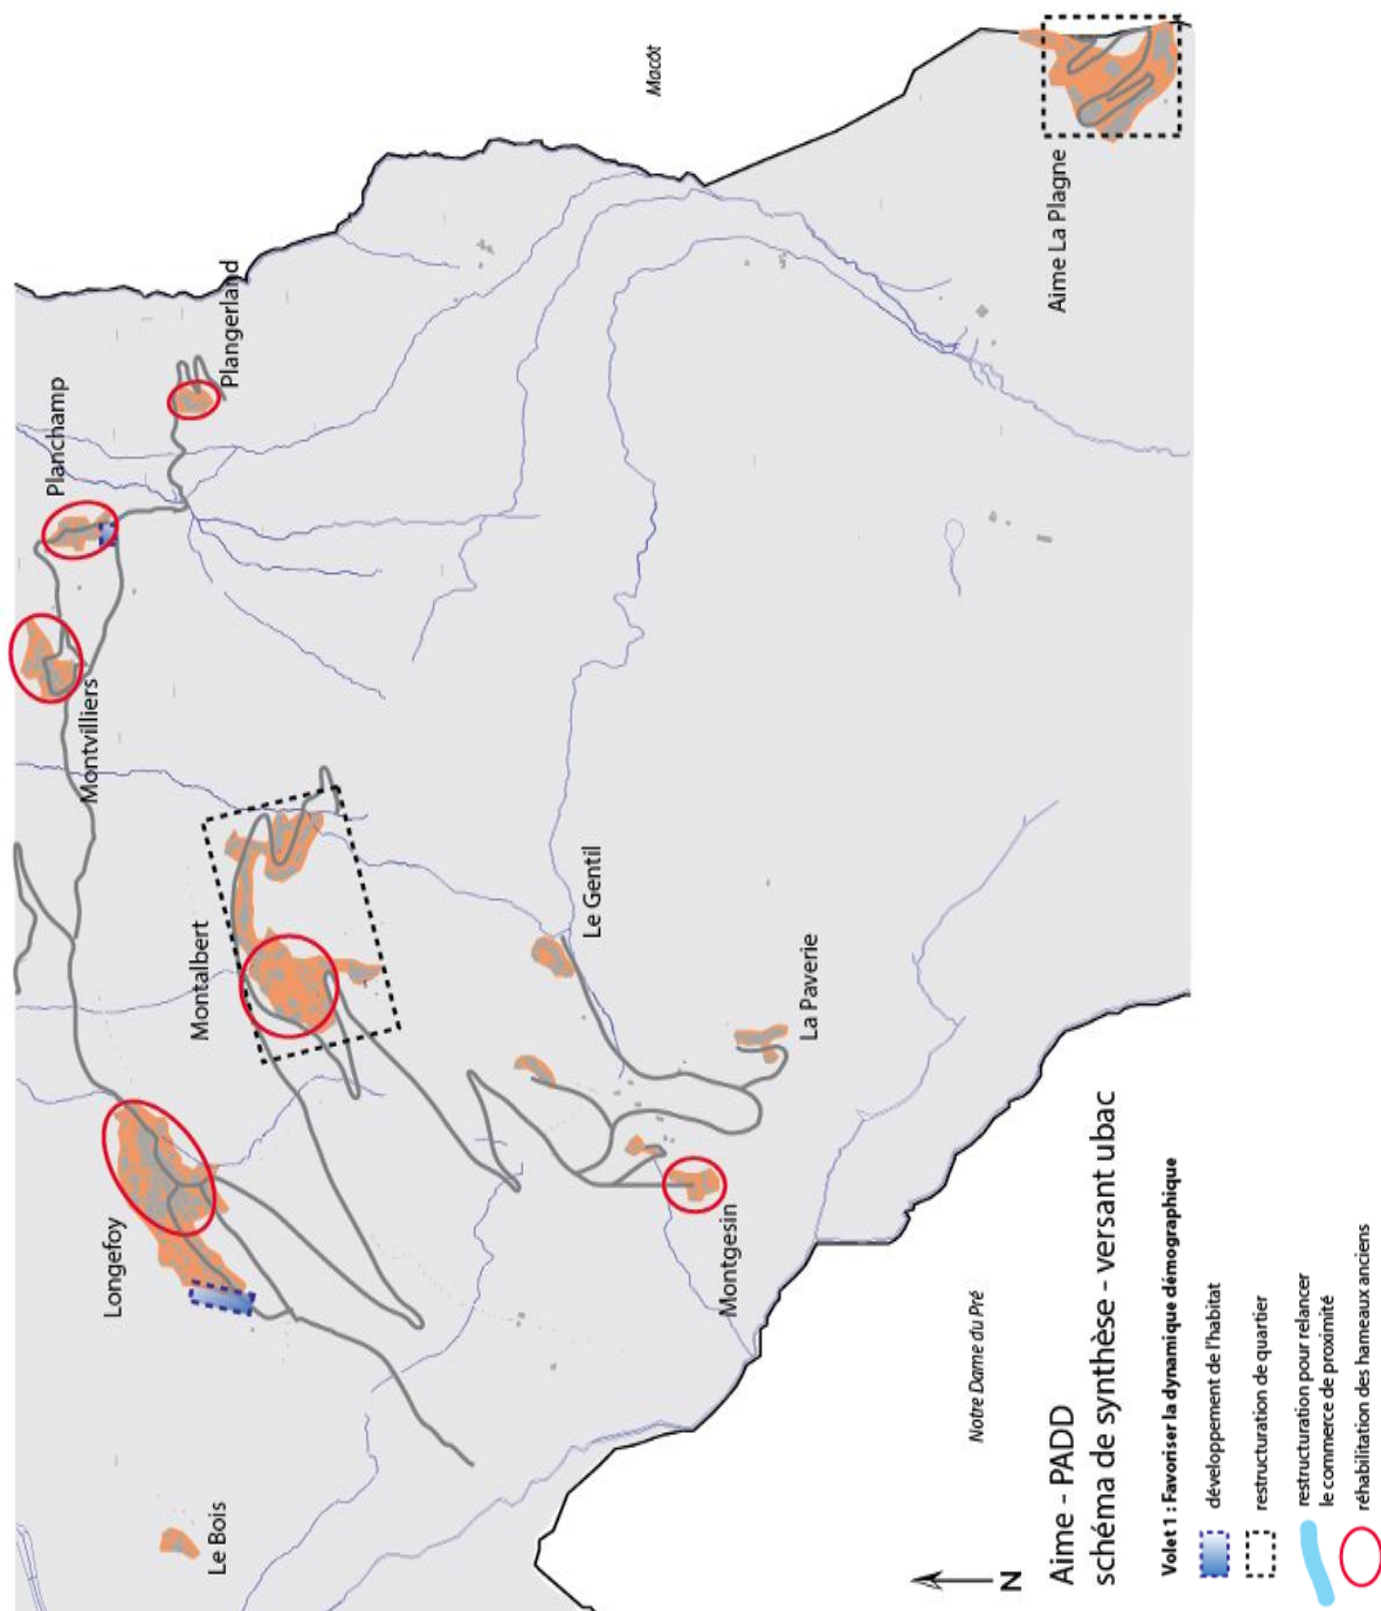 Macôt
Plangerland
Planchamp
Aime La Plagne
Montvilliers
Montalbert
Le Gentil
La Paverie
Longefoy
Montgesin
Le Bois
Notre Dame du Pré
N
Aime - PADD
schéma de synthèse - versant ubac
Volet 1 : Favoriser la dynamique démographique
développement de l'habitat
restructuration de quartier
restructuration pour relancer
le commerce de proximité
réhabilitation des hameaux anciens